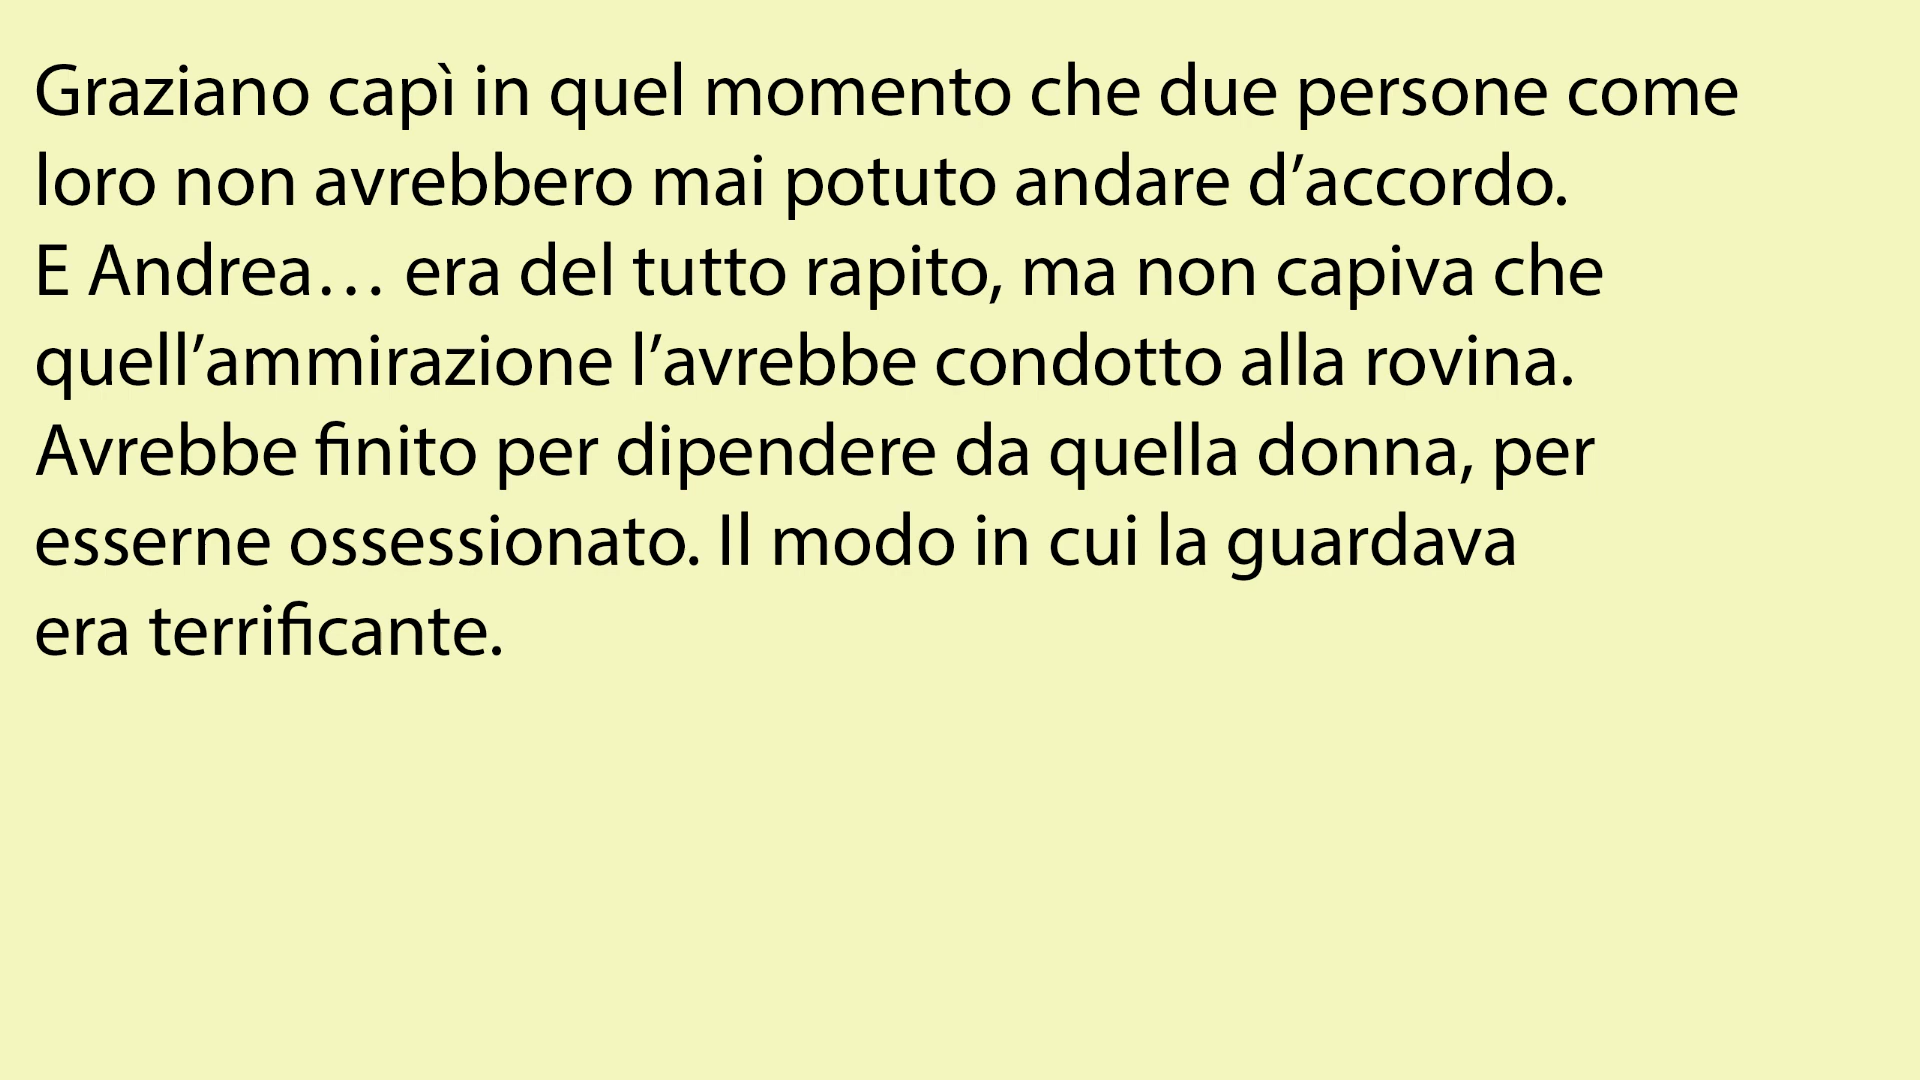 Graziano capì in quel momento che due persone come
loro non avrebbero mai potuto andare d’accordo.
E Andrea… era del tutto rapito, ma non capiva che
quell’ammirazione l’avrebbe condotto alla rovina.
Avrebbe finito per dipendere da quella donna, per
esserne ossessionato. Il modo in cui la guardava
era terrificante.